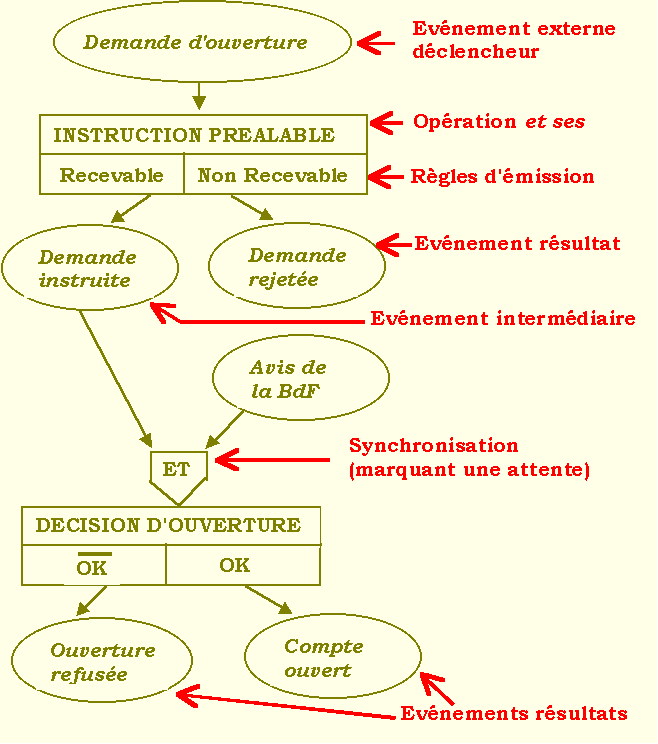 Demande d'ouverture
Evénement externe
déclencheur
INSTRUCTION PREALABLE
Opération et ses
Recevable
Non Recevable
Règles d'émission
Demande
instruite
Demande
rejetée
Evénement résultat
Evénement intermédiaire
Avis de
la BdF
ET
Synchronisation
(marquant une attente)
DECISION D'OUVERTURE
OK
OK
Ouverture
refusée
Compte
ouvert
Evénements résultats